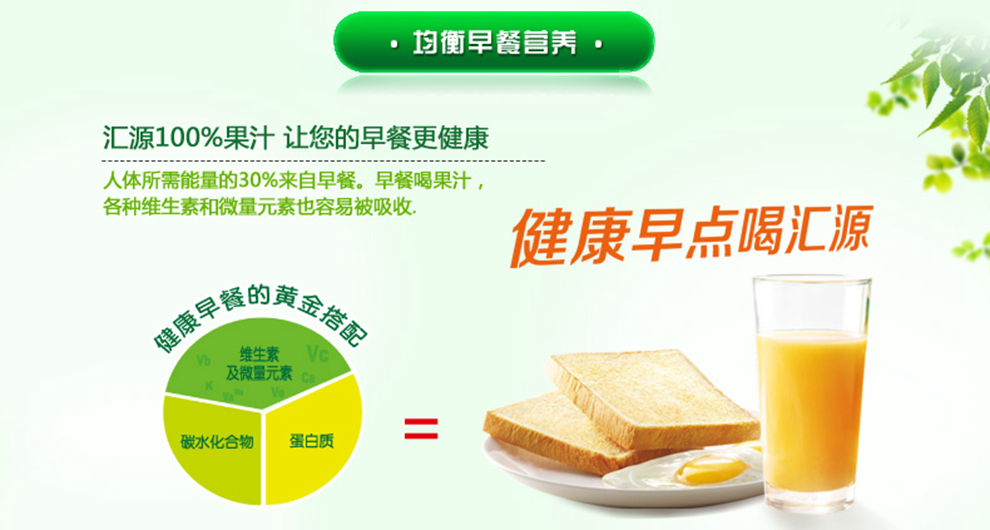 · 均衡早餐营养 ·
汇源100%果汁 让您的早餐更健康
人体所需能量的30%来自早餐。早餐喝果汁，
各种维生素和微量元素也容易被吸收.
健康早点喝汇源
健康早餐的黄金搭配
维生素
及微量元素
Vb
Vc
K
Ca
Ve
碳水化合物
蛋白质
=